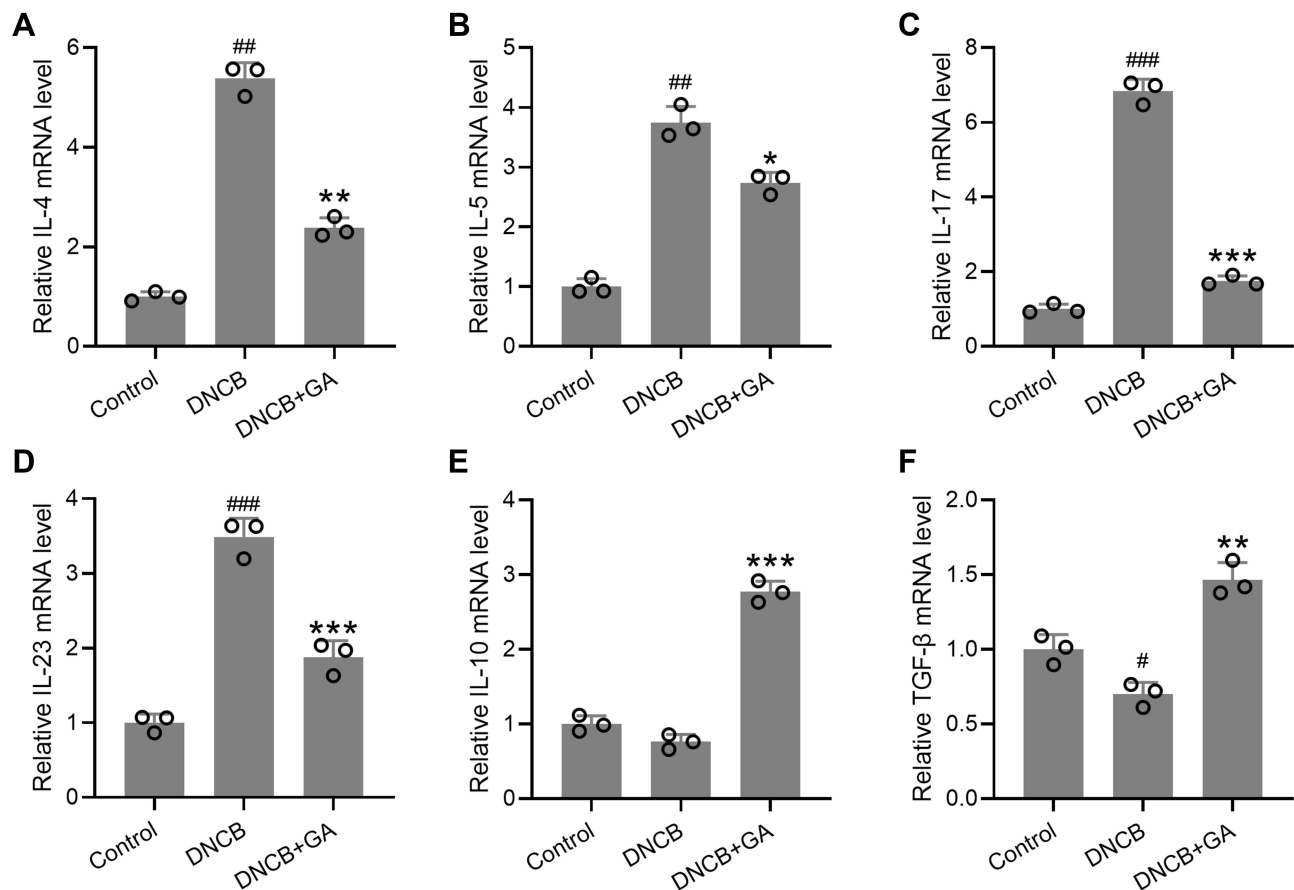 A
Relative IL-4 mRNA level
6
4
2
0
##
**
Control
DNCB
DNCB+GA
B
Relative IL-5 mRNA level
5
4
3
2
1
0
##
*
Control
DNCB
DNCB+GA
C
Relative IL-17 mRNA level
8
6
4
2
0
###
***
Control
DNCB
DNCB+GA
D
Relative IL-23 mRNA level
4
3
2
1
0
###
***
Control
DNCB
DNCB+GA
E
Relative IL-10 mRNA level
4
3
2
1
0
***
Control
DNCB
DNCB+GA
F
Relative TGF-β mRNA level
2.0
1.5
1.0
0.5
0.0
#
**
Control
DNCB
DNCB+GA